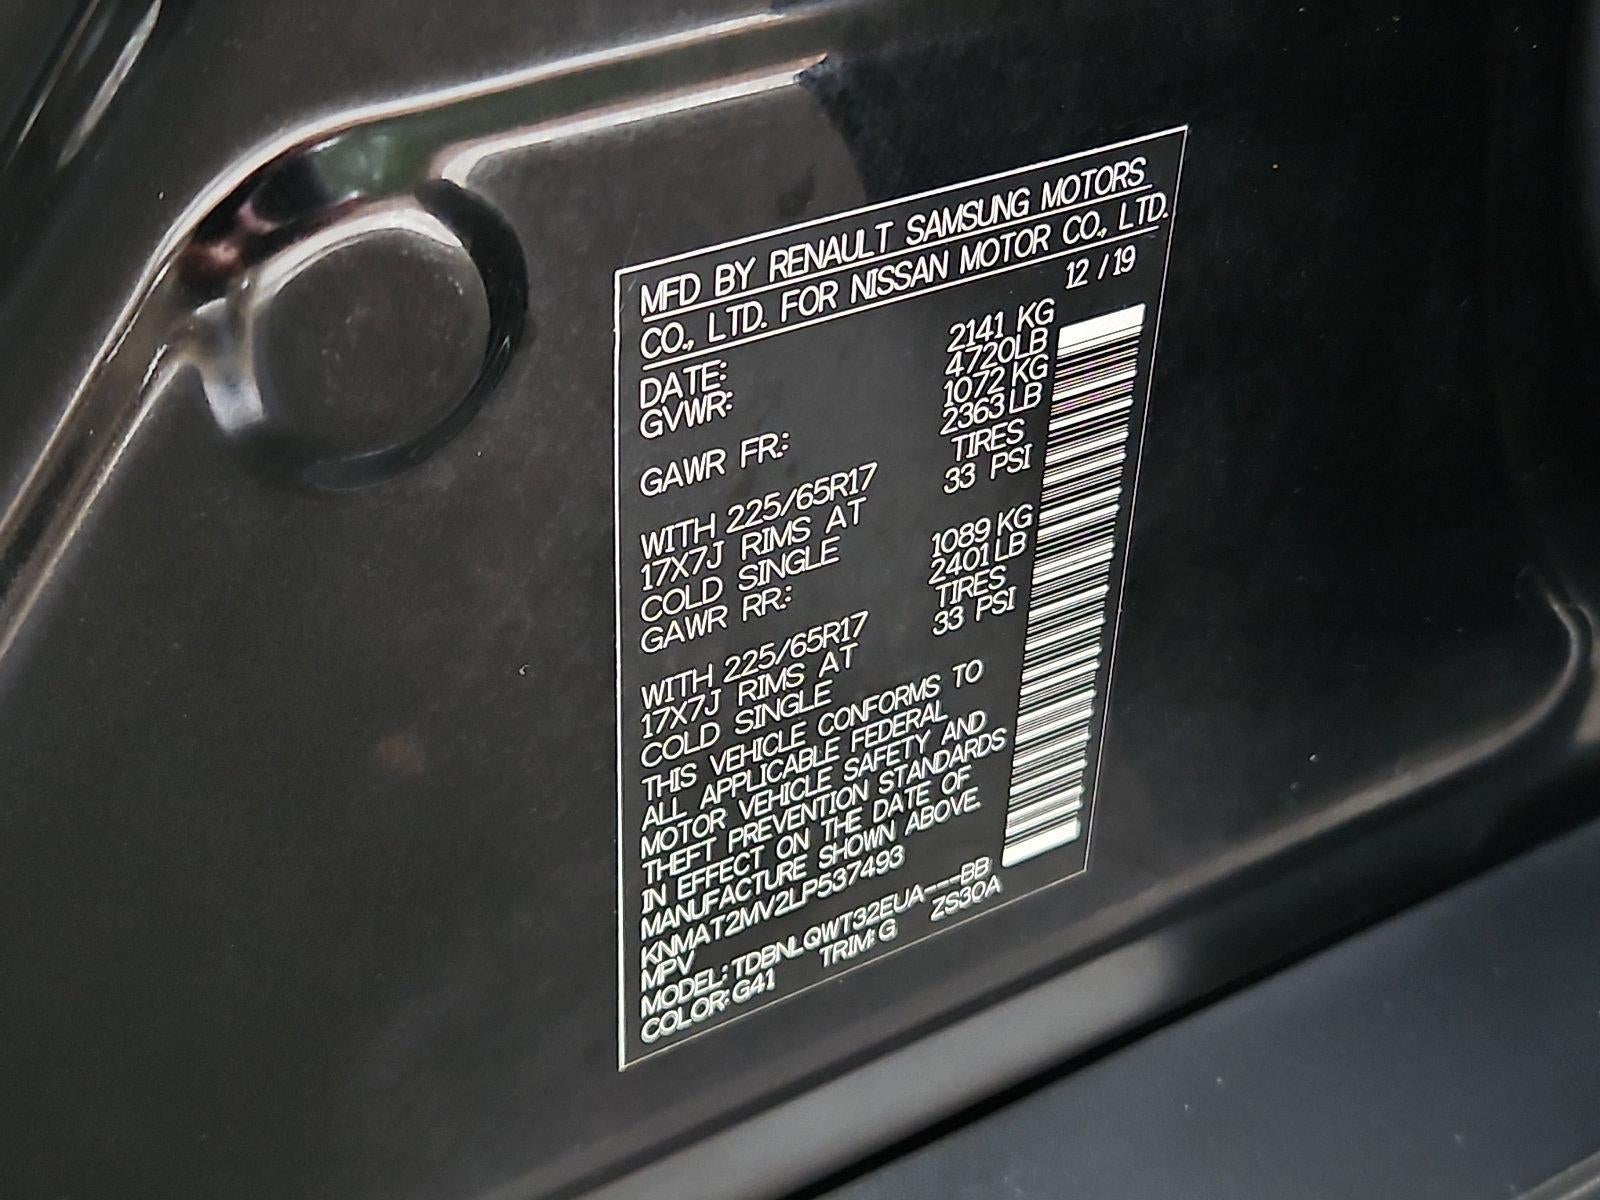 MFD BY RENAULT SAMSUNG MOTORS
CO., LTD. FOR NISSAN MOTOR CO., LTD.
DATE: 12 /19
GVWR: 2141 KG
4720LB
GAWR FR.: 1072 KG
2363LB
WITH 225/65R17 TIRES
17X7J RIMS AT 33 PSI
COLD SINGLE
GAWR RR.: 1089 KG
2401LB
WITH 225/65R17 TIRES
17X7J RIMS AT 33 PSI
COLD SINGLE
THIS VEHICLE CONFORMS TO
ALL APPLICABLE FEDERAL
MOTOR VEHICLE SAFETY AND
THEFT PREVENTION STANDARDS
IN EFFECT ON THE DATE OF
MANUFACTURE SHOWN ABOVE.
KNMAT2MV2LP537493
MPV
MODEL: TDBNLQWT32EUA---BB
COLOR: G41 TRIM: G ZS30A